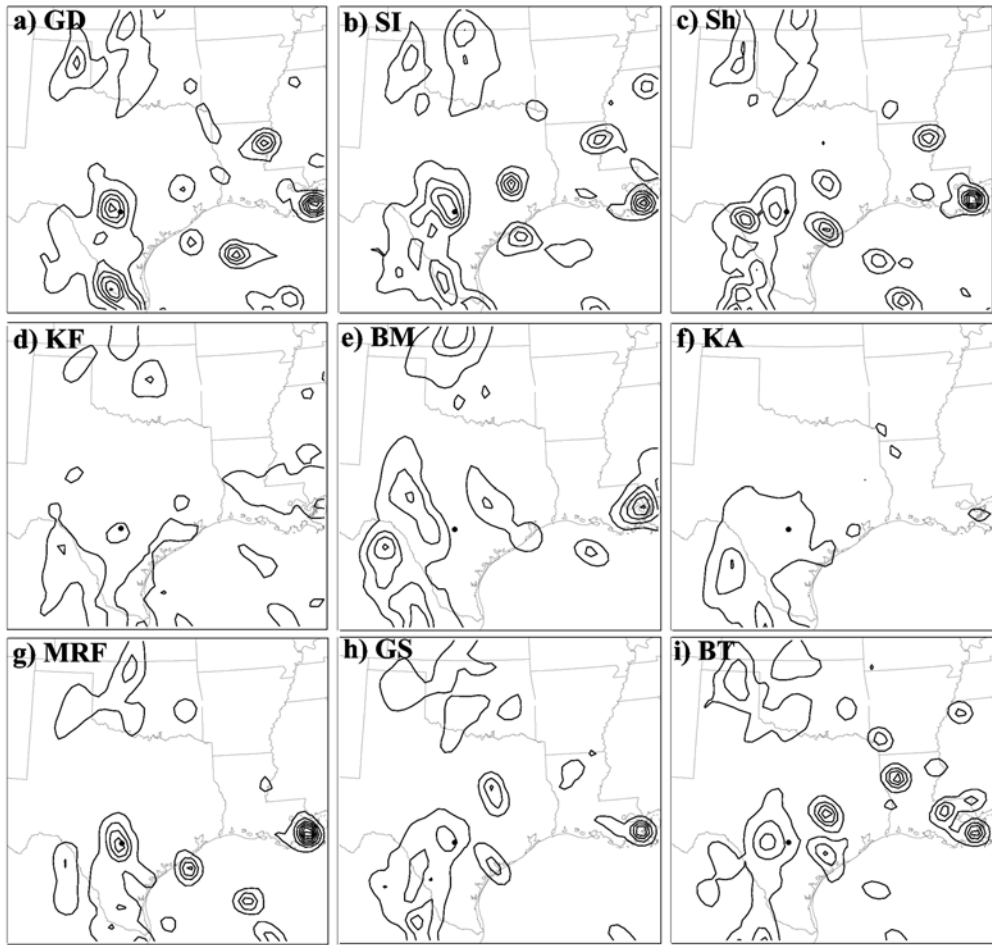 a) GD
b) SI
c) Sh
d) KF
e) BM
f) KA
g) MRF
h) GS
i) BT